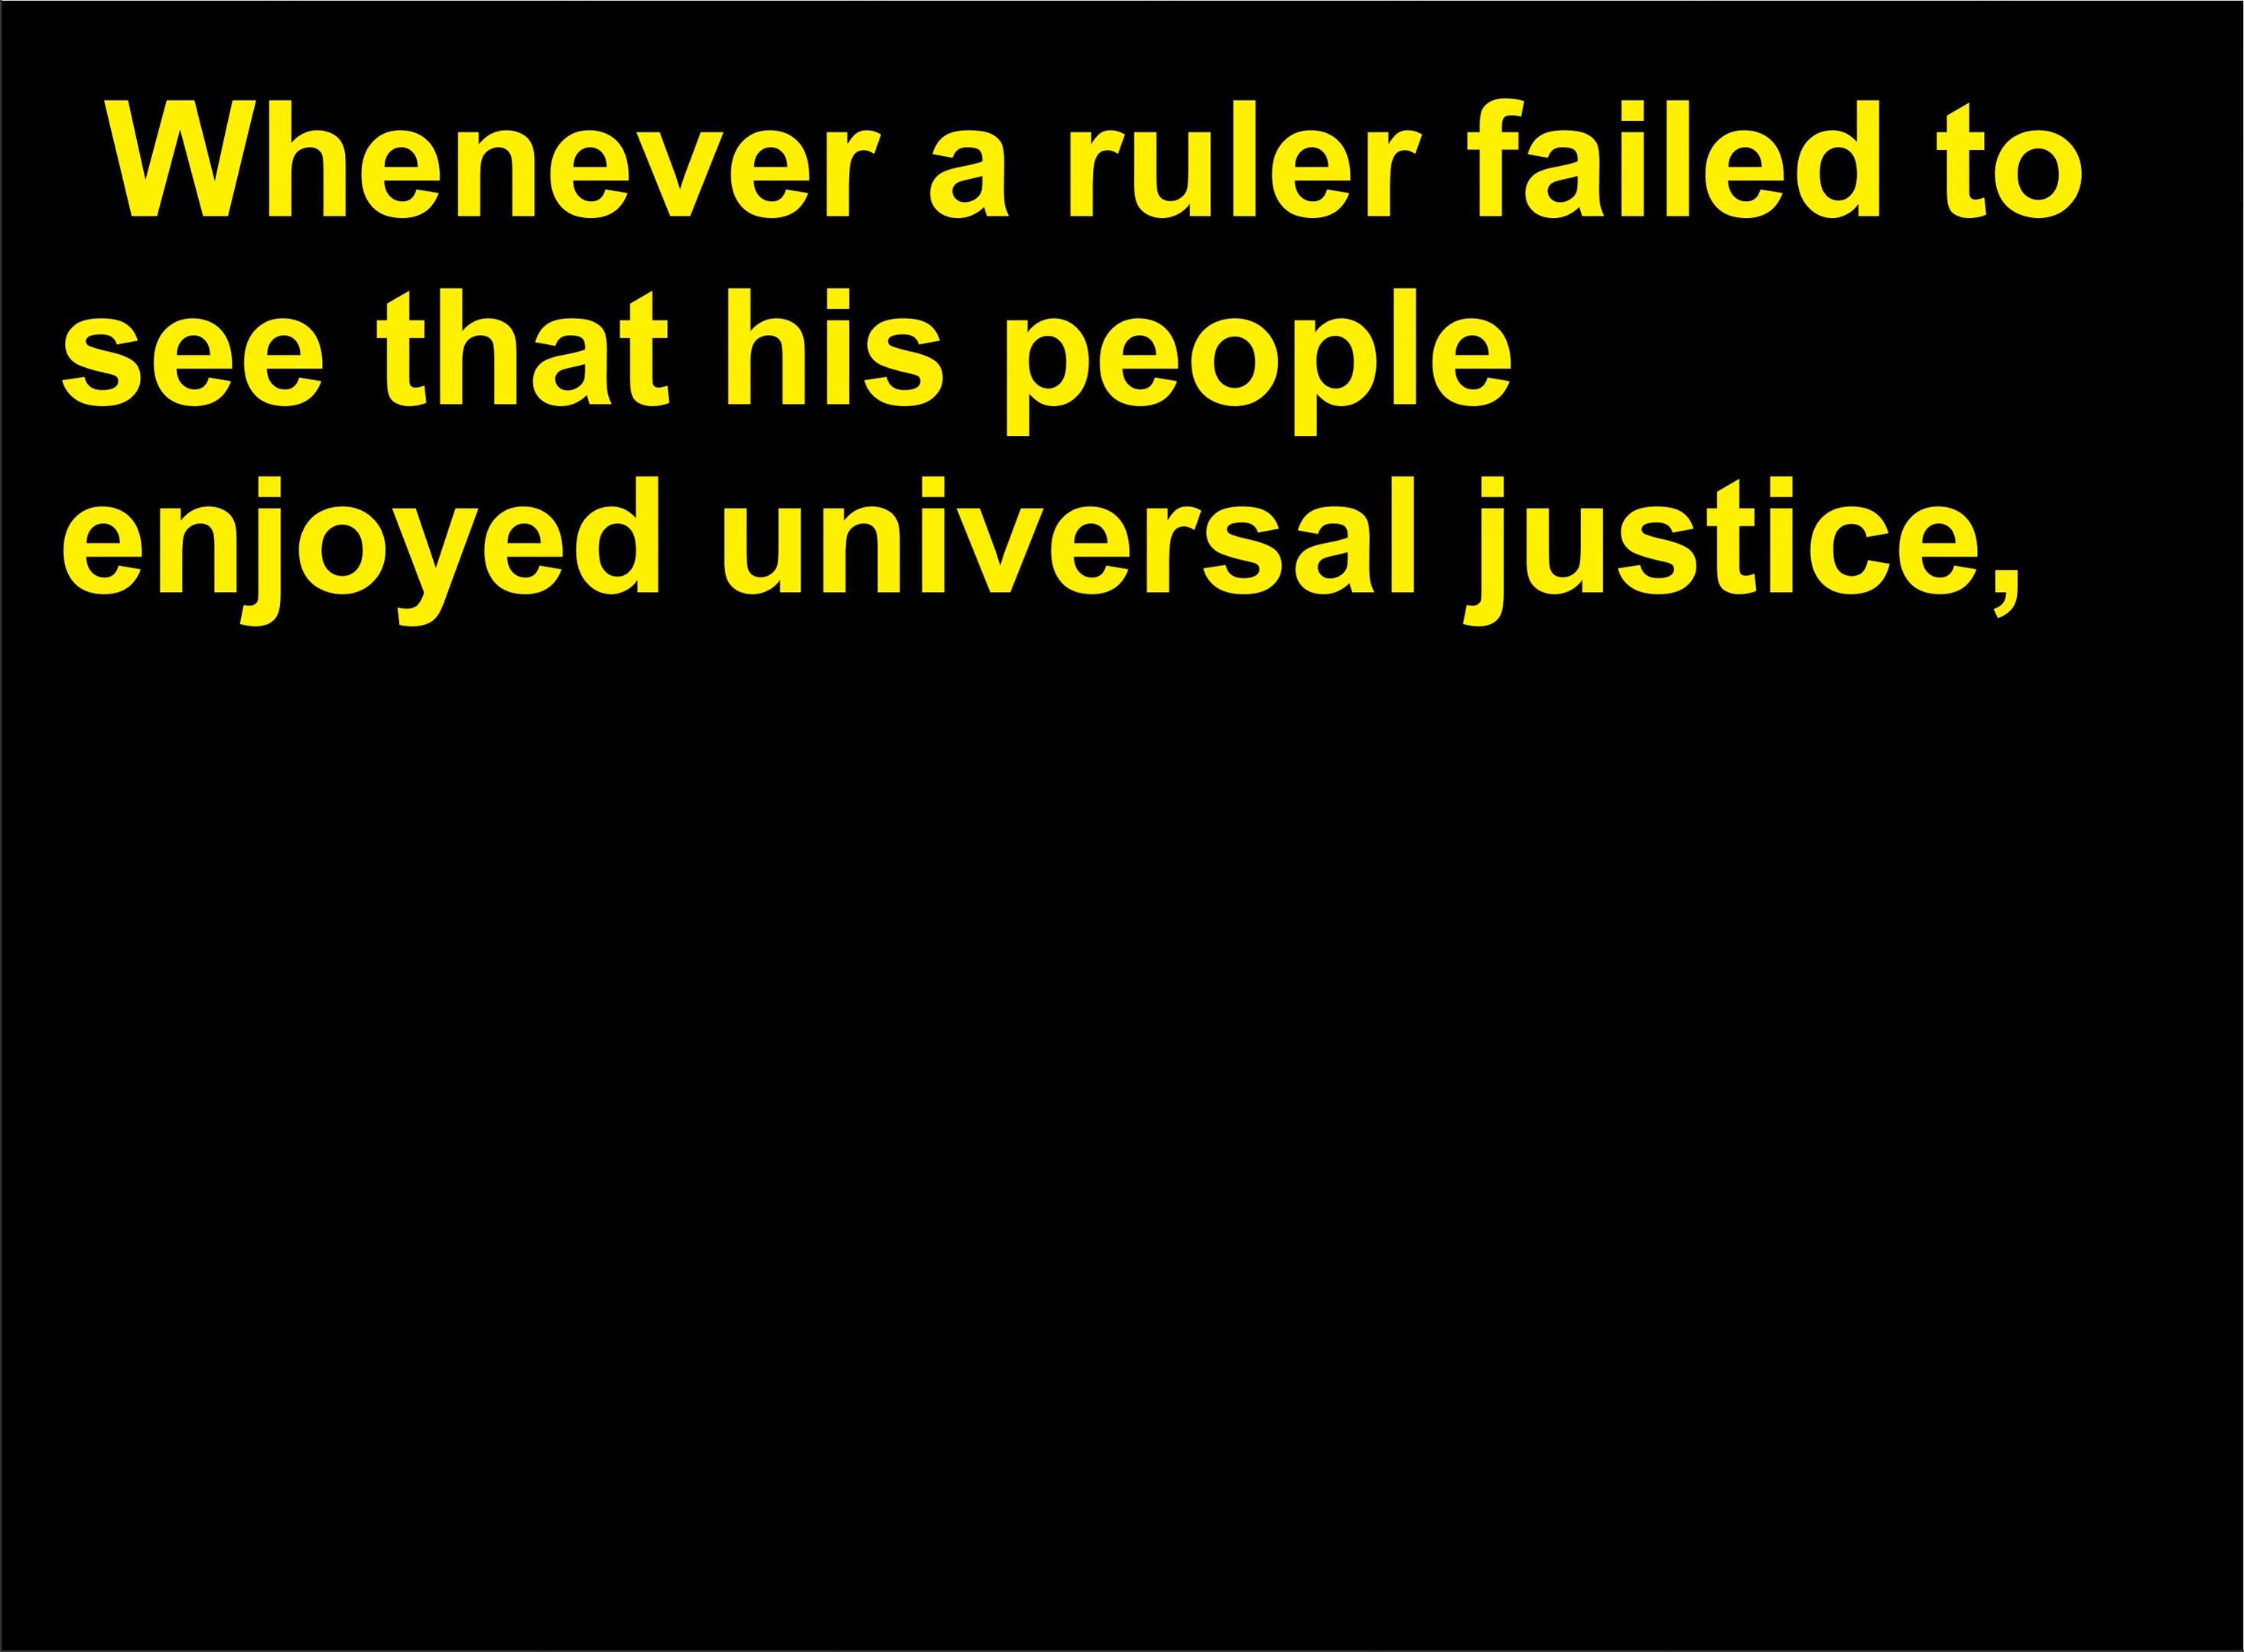 Whenever a ruler failed to
see that his people
enjoyed universal justice,